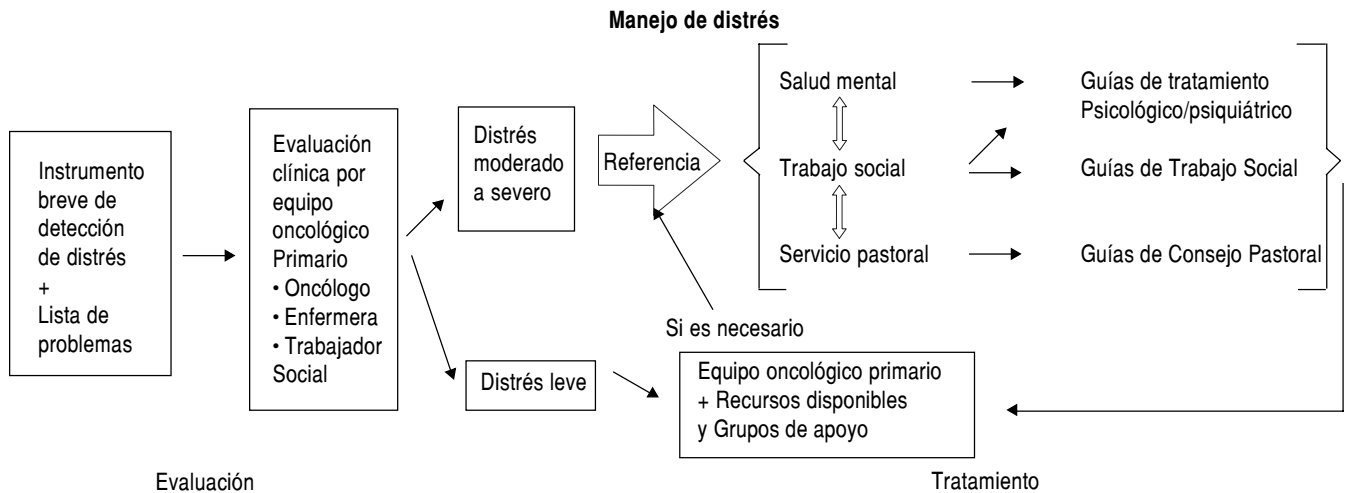 Manejo de distrés
Instrumento
breve de
detección
de distrés
+
Lista de
problemas
Evaluación
clínica por
equipo
oncológico
Primario
• Oncólogo
• Enfermera
• Trabajador
Social
Distrés
moderado
a severo
Referencia
Salud mental
Trabajo social
Servicio pastoral
Guías de tratamiento
Psicológico/psiquiátrico
Guías de Trabajo Social
Guías de Consejo Pastoral
Si es necesario
Distrés leve
Equipo oncológico primario
+ Recursos disponibles
y Grupos de apoyo
Evaluación
Tratamiento